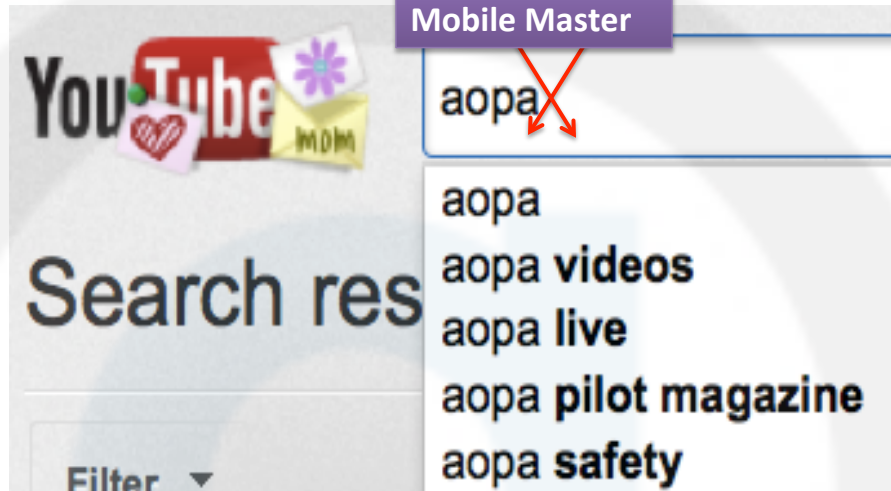 Mobile Master
YouTube
mom
aopa
aopa
aopa videos
Search res
aopa live
aopa pilot magazine
aopa safety
Filter